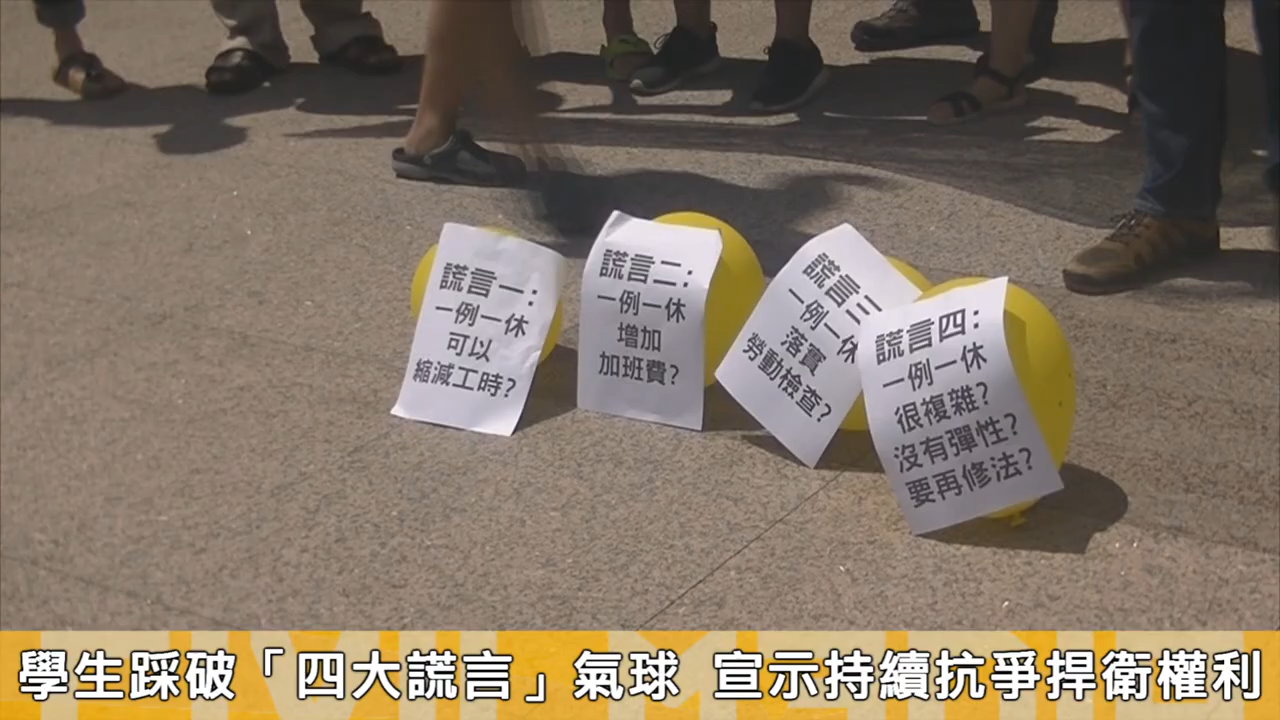 謊言一：
一例一休
可以
縮減工時？
謊言二：
一例一休
增加
加班費？
謊言三
一例一休
落實
勞動檢查？
謊言四：
一例一休
很複雜？
沒有彈性？
要再修法？
學生踩破「四大謊言」氣球 宣示持續抗爭捍衛權利